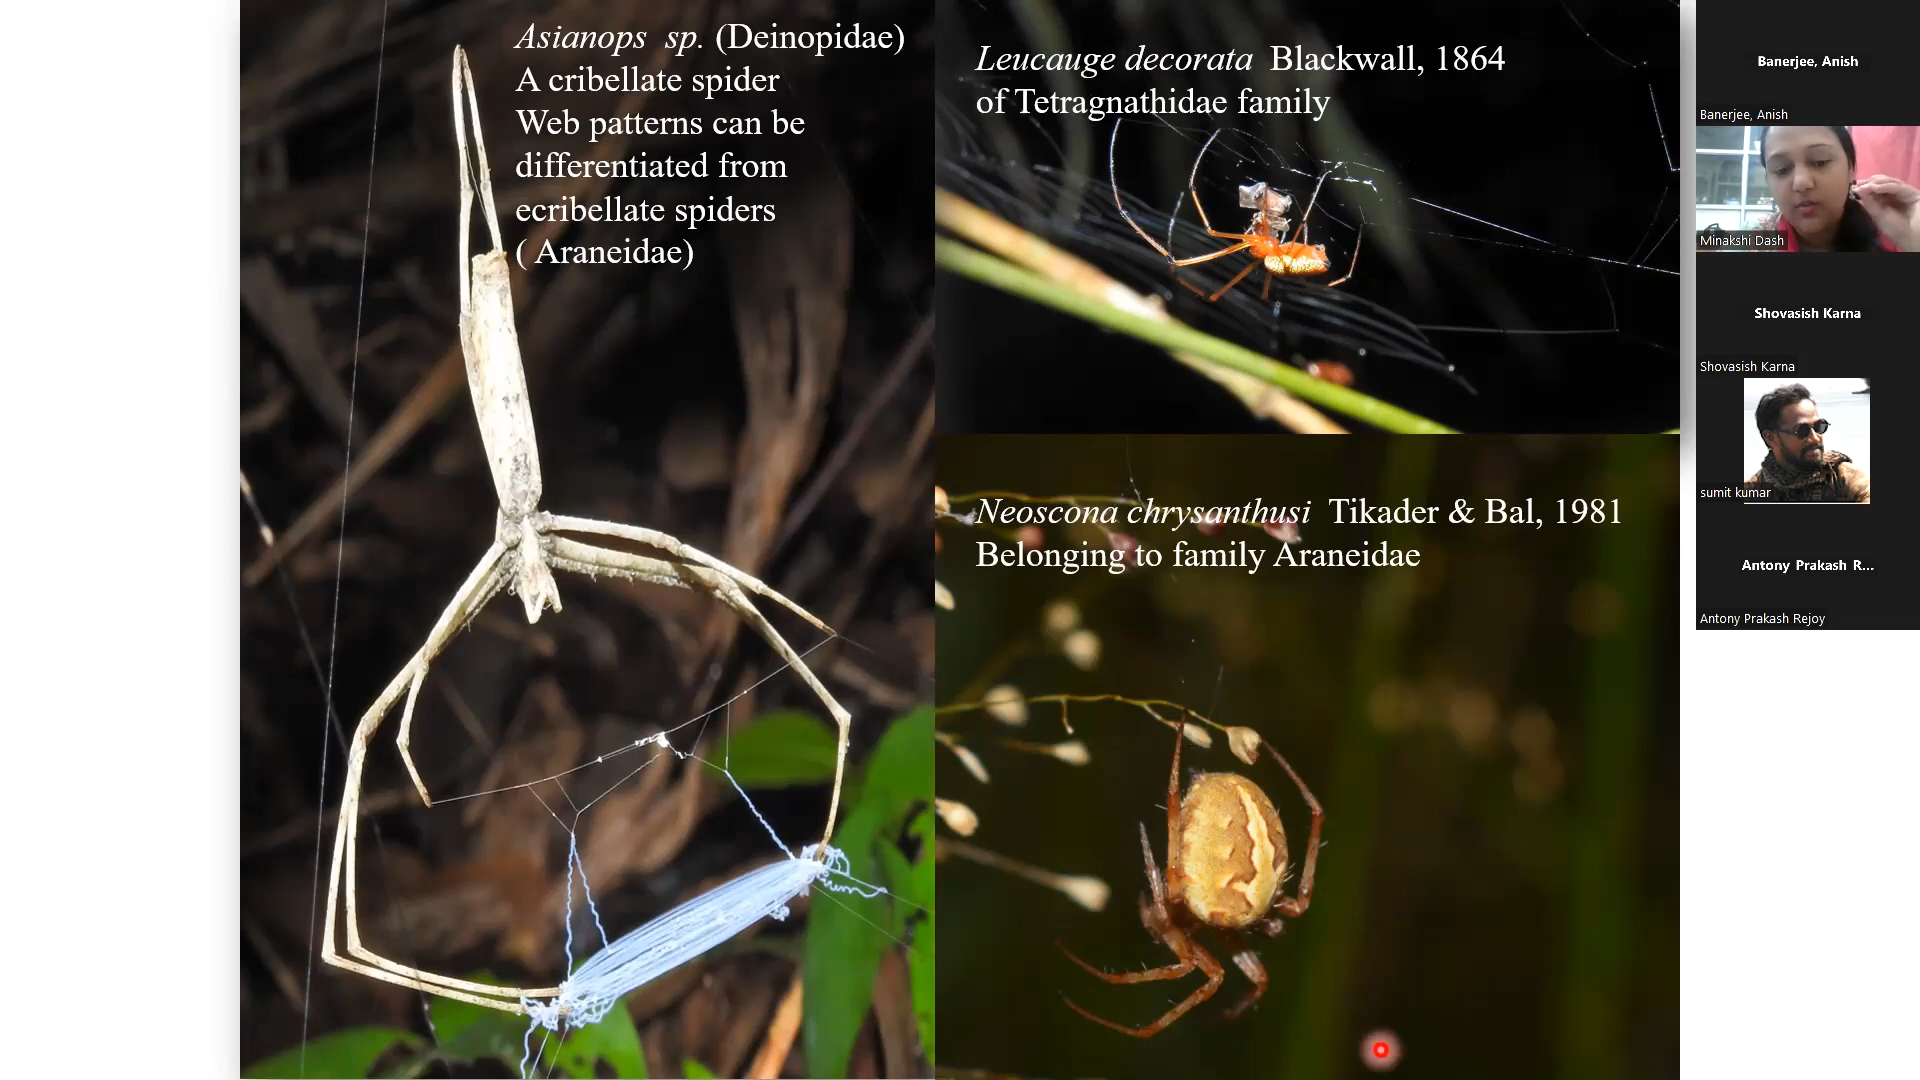 Asianops sp. (Deinopidae)
A cribellate spider
Web patterns can be
differentiated from
ecribellate spiders
( Araneidae)
Leucauge decorata Blackwall, 1864
of Tetragnathidae family
Neoscona chrysanthusi Tikader & Bal, 1981
Belonging to family Araneidae
Banerjee, Anish
Banerjee, Anish
Minakshi Dash
Shovasish Karna
Shovasish Karna
sumit kumar
Antony Prakash R...
Antony Prakash Rejoy